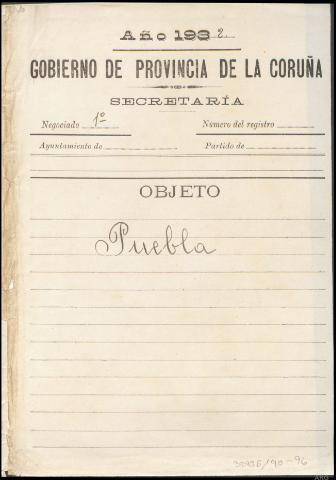 Año 1932
GOBIERNO DE PROVINCIA DE LA CORUÑA
SECRETARÍA
Negociado 1º Número del registro
Ayuntamiento de Partido de
OBJETO
Puebla